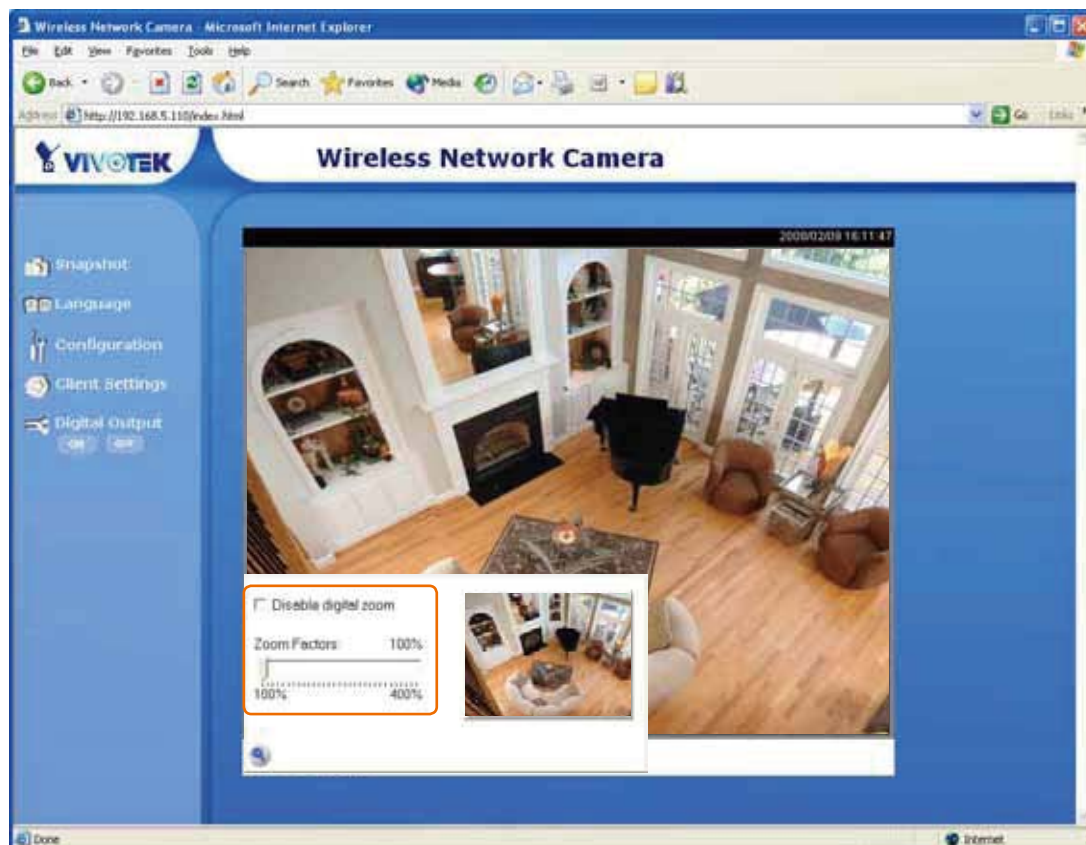 Wireless Network Camera - Microsoft Internet Explorer
File Edit View Favorites Tools Help
Back Search Favorites Media
Address http://192.168.5.110/index.html Go Links
VIVOTEK
Wireless Network Camera
2008/02/09 16:11:47
Snapshot
Language
Configuration
Client Settings
Digital Output
ON OFF
Disable digital zoom
Zoom Factors: 100%
100% 400%
Done Internet